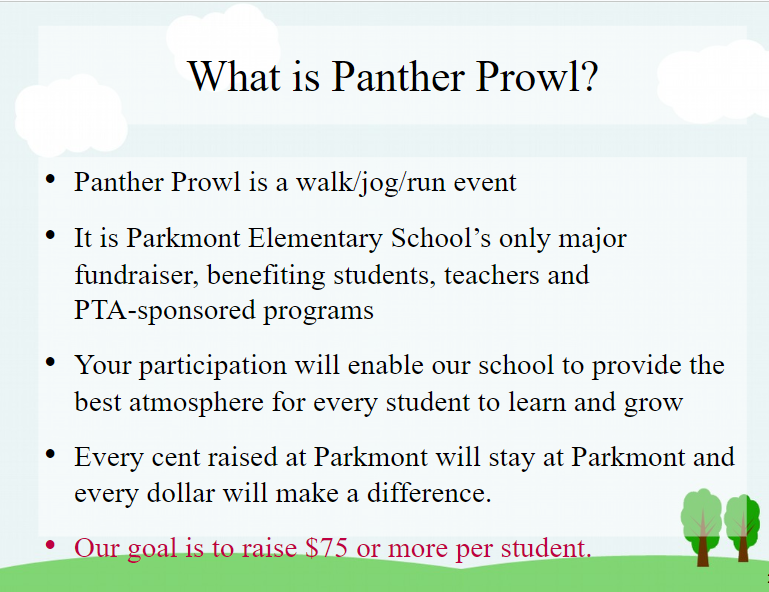 What is Panther Prowl?
• Panther Prowl is a walk/jog/run event
• It is Parkmont Elementary School’s only major
fundraiser, benefiting students, teachers and
PTA-sponsored programs
• Your participation will enable our school to provide the
best atmosphere for every student to learn and grow
• Every cent raised at Parkmont will stay at Parkmont and
every dollar will make a difference.
• Our goal is to raise $75 or more per student.